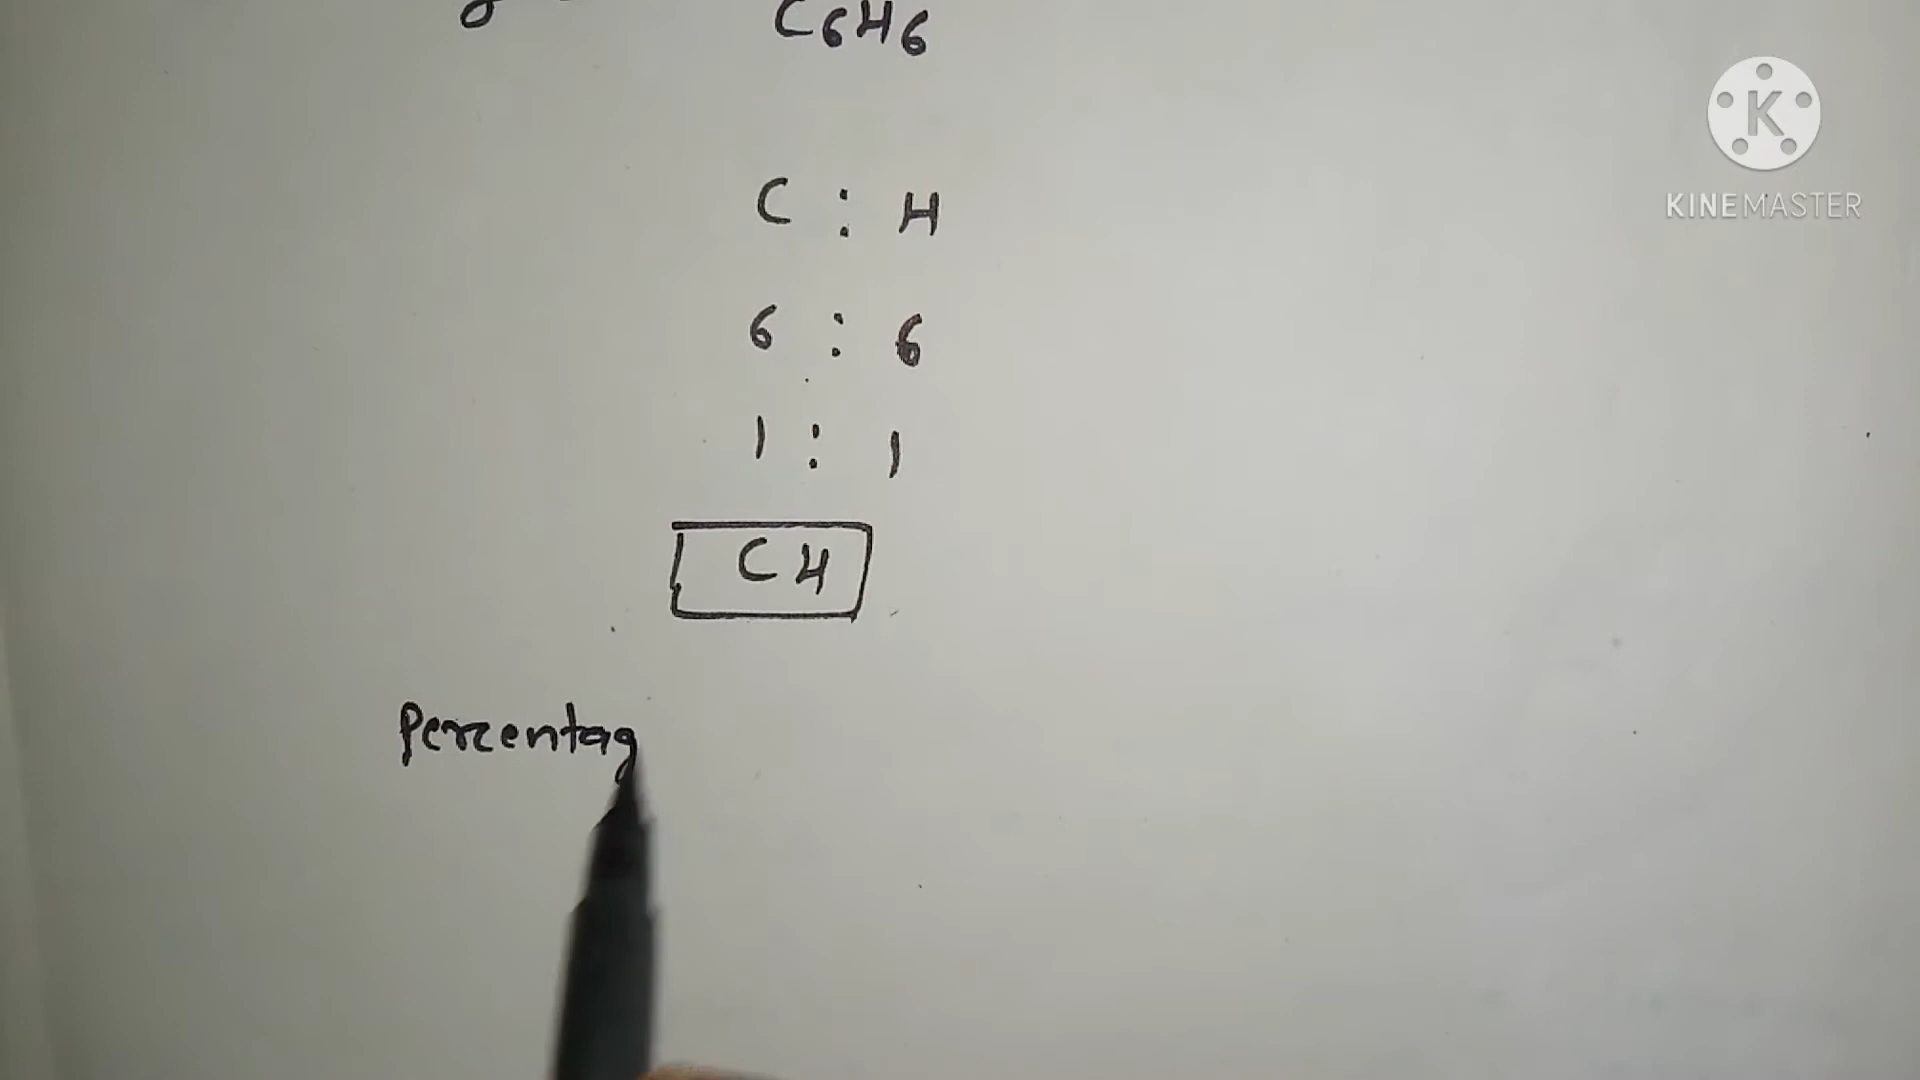 C6H6
K
KINEMASTER
C : H
6 : 6
1 : 1
CH
Percentag